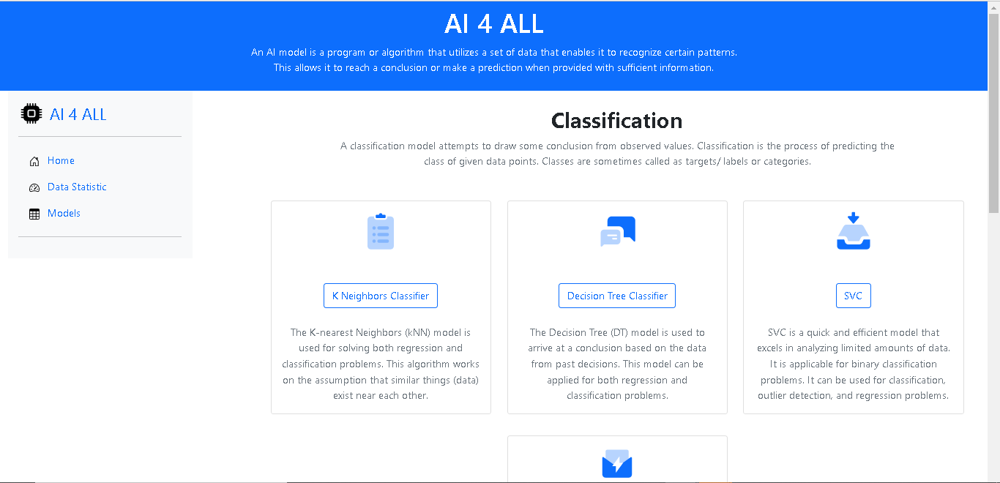 AI 4 ALL
An AI model is a program or algorithm that utilizes a set of data that enables it to recognize certain patterns.
This allows it to reach a conclusion or make a prediction when provided with sufficient information.
AI 4 ALL
Home
Data Statistic
Models
Classification
A classification model attempts to draw some conclusion from observed values. Classification is the process of predicting the
class of given data points. Classes are sometimes called as targets/ labels or categories.
K Neighbors Classifier
The K-nearest Neighbors (kNN) model is
used for solving both regression and
classification problems. This algorithm works
on the assumption that similar things (data)
exist near each other.
Decision Tree Classifier
The Decision Tree (DT) model is used to
arrive at a conclusion based on the data
from past decisions. This model can be
applied for both regression and
classification problems.
SVC
SVC is a quick and efficient model that
excels in analyzing limited amounts of data.
It is applicable for binary classification
problems. It can be used for classification,
outlier detection, and regression problems.